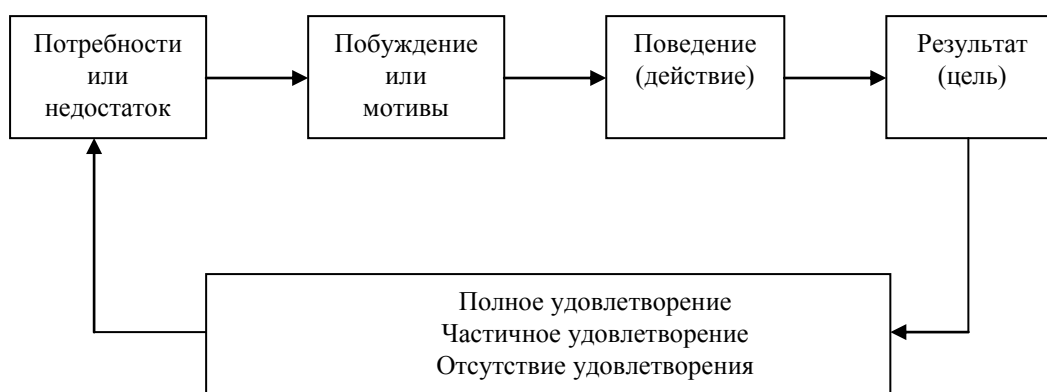 Потребности
или
недостаток
Побуждение
или
мотивы
Поведение
(действие)
Результат
(цель)
Полное удовлетворение
Частичное удовлетворение
Отсутствие удовлетворения